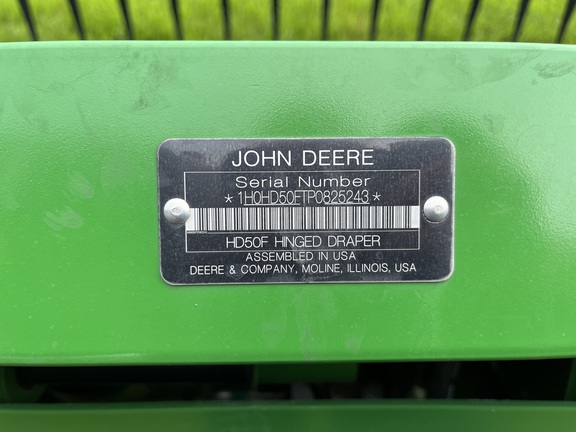 JOHN DEERE
Serial Number
*1H0HD50FTP0825243*
HD50F HINGED DRAPER
ASSEMBLED IN USA
DEERE & COMPANY, MOLINE, ILLINOIS, USA